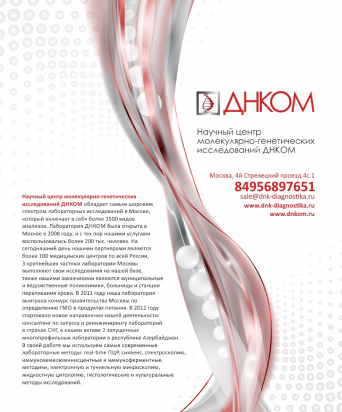 ДНКОМ
Научный центр
молекулярно-генетических
исследований ДНКОМ
Москва, 4й Стрелецкий проезд 4с.1
84956897651
sale@dnk-diagnostika.ru
www.dnk-diagnostika.ru
www.dnkom.ru
Научный центр молекулярно-генетических
исследований ДНКОМ обладает самым широким
спектром лабораторных исследований в Москве,
который включает в себя более 1500 видов
анализов. Лаборатория ДНКОМ была открыта в
Москве в 2008 году, и с тех пор нашими услугами
воспользовались более 200 тыс. человек. На
сегодняшний день нашими партнерами являются
более 100 медицинских центров по всей России,
3 крупнейших частных лаборатории Москвы
выполняют свои исследования на нашей базе,
также нашими заказчиками являются муниципальные
и ведомственные поликлиники, больницы и станции
переливания крови. В 2011 году наша лаборатория
выиграла конкурс правительства Москвы по
определению ГМО в продуктах питания. В 2012 году
стартовало новое направление нашей деятельности:
консалтинг по запуску и реинжинирингу лабораторий
в странах СНГ, в нашем активе 2 запущенных
многопрофильных лаборатории в республике Азербайджан.
В своей работе мы используем самые современные
лабораторные методы: real-time ПЦР, сиквенс, спектроскопию,
иммунохемилюминисцентные и иммуноферментные
методики, электронную и туннельную микроскопию,
жидкостную цитологию, гистологические и культуральные
методы исследований.